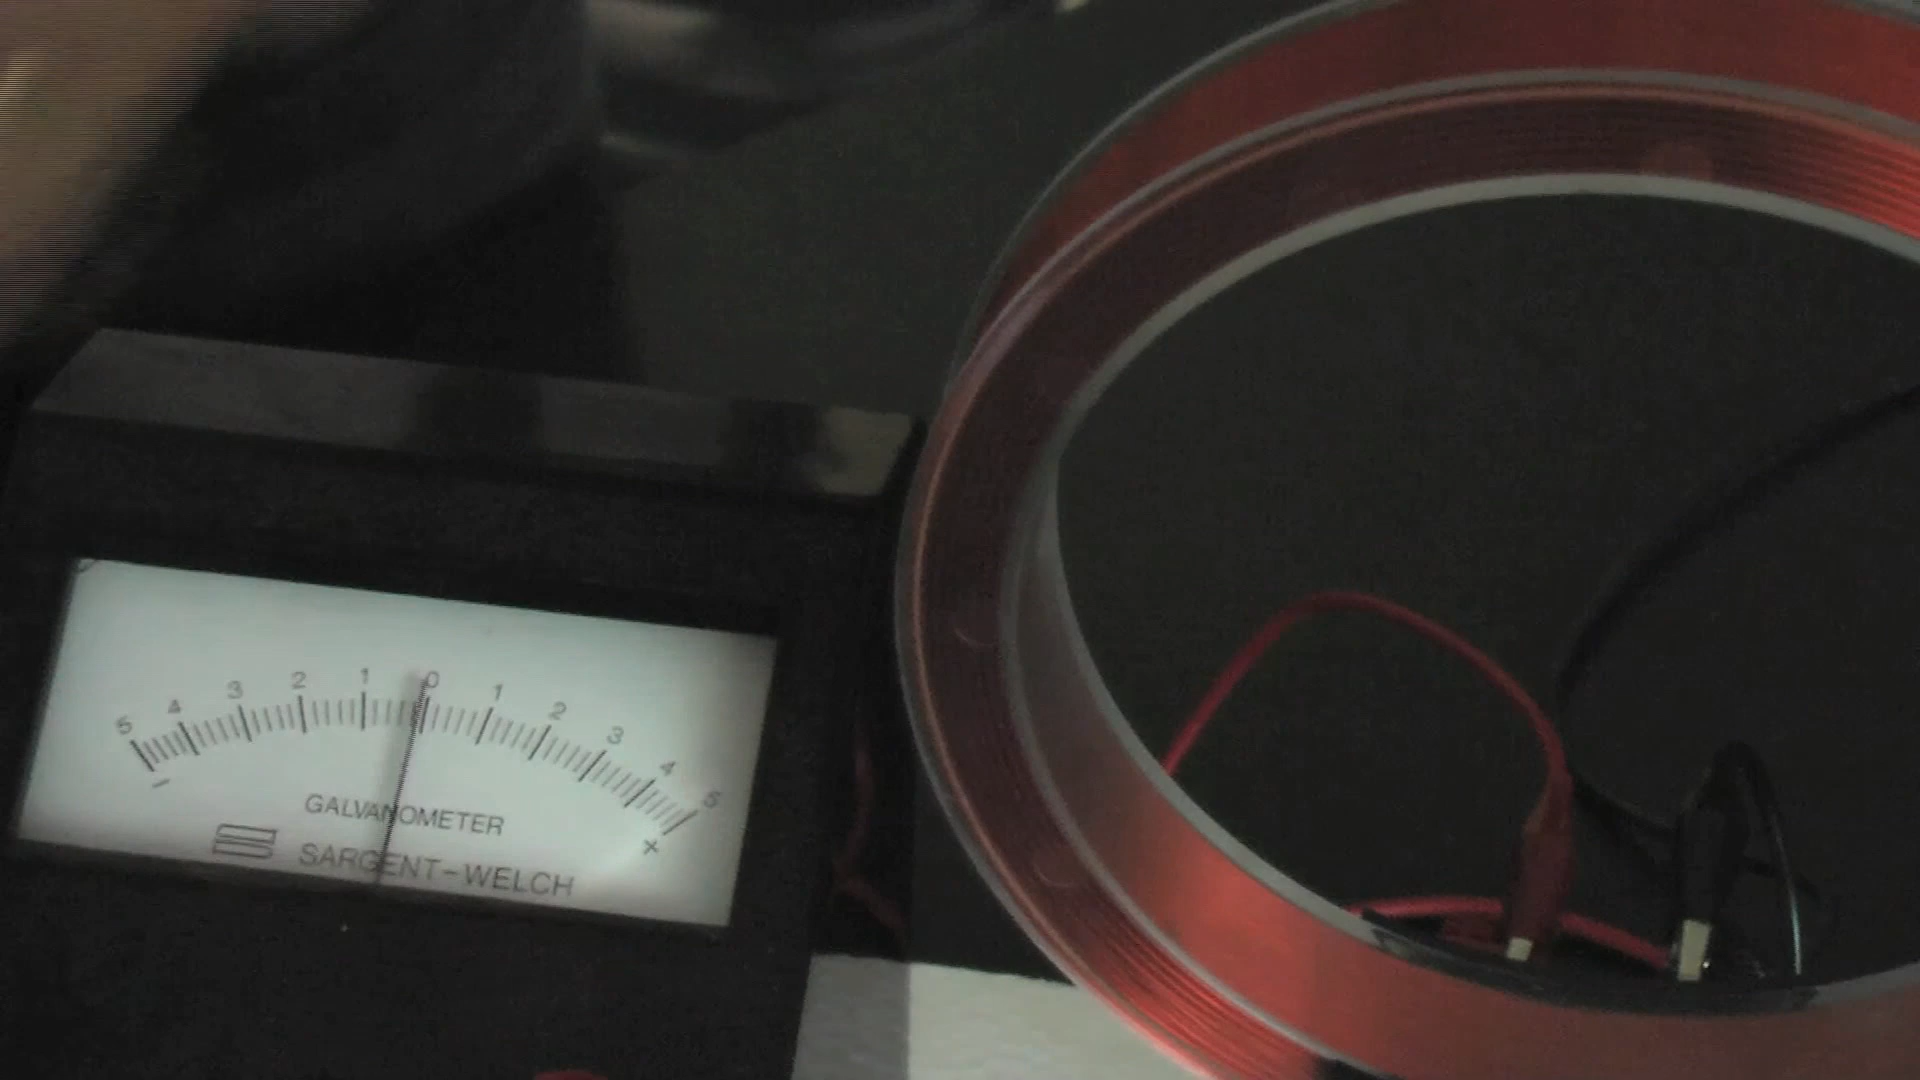 5 4 3 2 1 0 1 2 3 4 5
− +
GALVANOMETER
SARGENT-WELCH